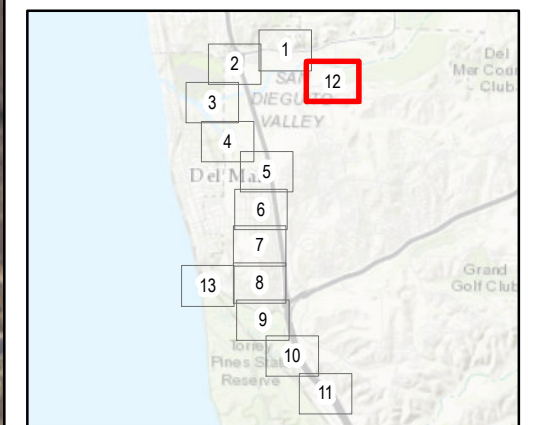 1
2
12
Del
Mar Coun
Club
SAN
DIEGUITO
VALLEY
3
4
Del Ma
5
6
7
8
13
Grand
Golf Club
9
Torrey
Pines State
Reserve
10
11